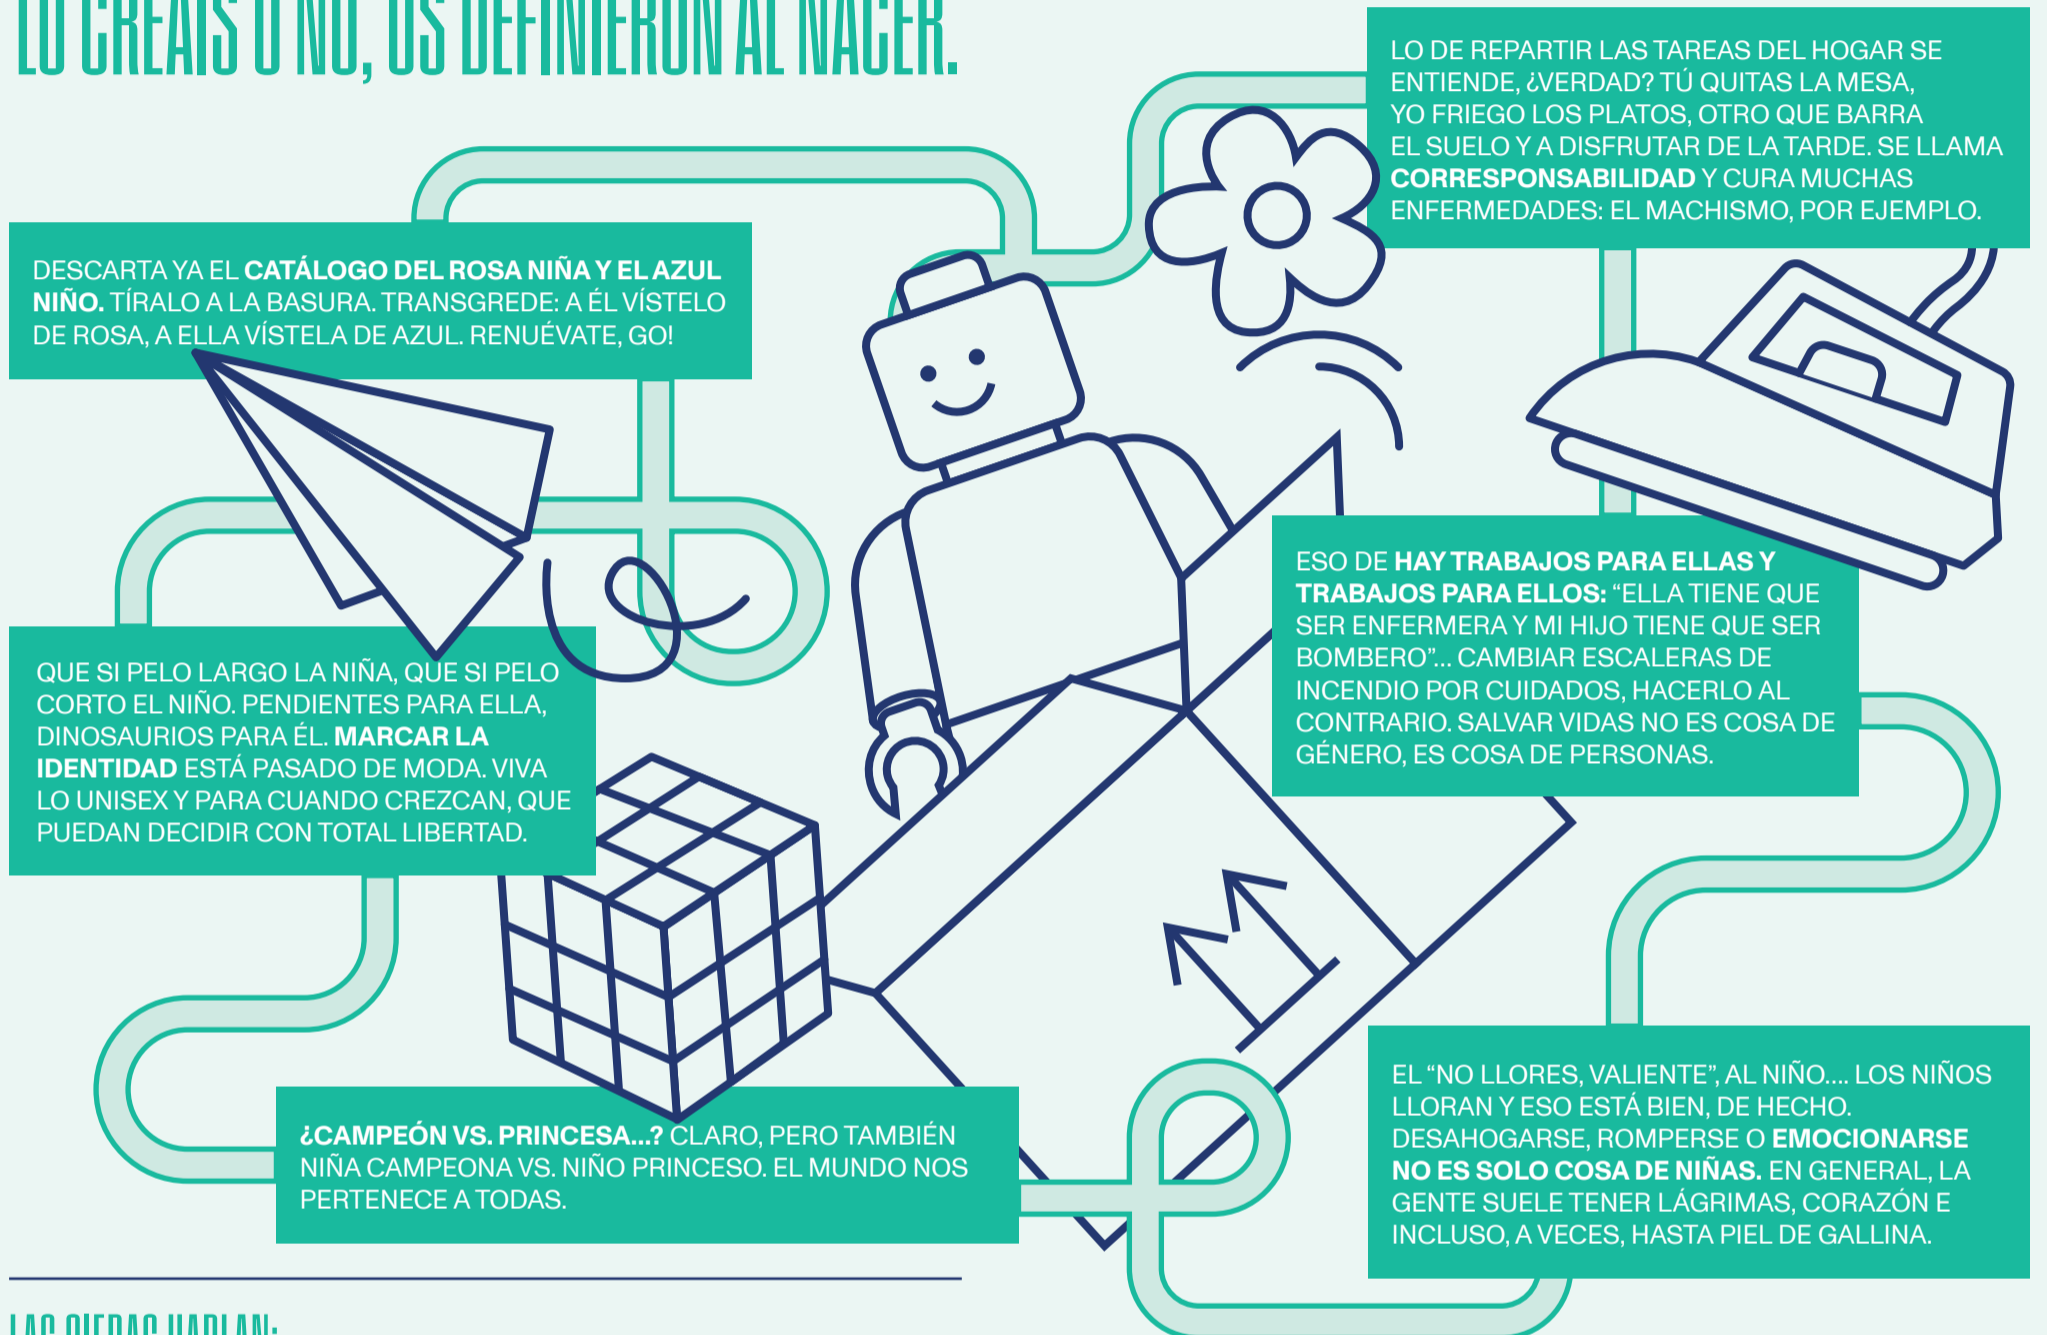 LO CREÁIS O NO, OS DEFINIERON AL NACER.
LO DE REPARTIR LAS TAREAS DEL HOGAR SE
ENTIENDE, ¿VERDAD? TÚ QUITAS LA MESA,
YO FRIEGO LOS PLATOS, OTRO QUE BARRA
EL SUELO Y A DISFRUTAR DE LA TARDE. SE LLAMA
CORRESPONSABILIDAD Y CURA MUCHAS
ENFERMEDADES: EL MACHISMO, POR EJEMPLO.
DESCARTA YA EL CATÁLOGO DEL ROSA NIÑA Y EL AZUL
NIÑO. TÍRALO A LA BASURA. TRANSGREDE: A ÉL VÍSTELO
DE ROSA, A ELLA VÍSTELA DE AZUL. RENUÉVATE, GO!
ESO DE HAY TRABAJOS PARA ELLAS Y
TRABAJOS PARA ELLOS: “ELLA TIENE QUE
SER ENFERMERA Y MI HIJO TIENE QUE SER
BOMBERO”... CAMBIAR ESCALERAS DE
INCENDIO POR CUIDADOS, HACERLO AL
CONTRARIO. SALVAR VIDAS NO ES COSA DE
GÉNERO, ES COSA DE PERSONAS.
QUE SI PELO LARGO LA NIÑA, QUE SI PELO
CORTO EL NIÑO. PENDIENTES PARA ELLA,
DINOSAURIOS PARA ÉL. MARCAR LA
IDENTIDAD ESTÁ PASADO DE MODA. VIVA
LO UNISEX Y PARA CUANDO CREZCAN, QUE
PUEDAN DECIDIR CON TOTAL LIBERTAD.
EL “NO LLORES, VALIENTE”, AL NIÑO.... LOS NIÑOS
LLORAN Y ESO ESTÁ BIEN, DE HECHO.
DESAHOGARSE, ROMPERSE O EMOCIONARSE
NO ES SOLO COSA DE NIÑAS. EN GENERAL, LA
GENTE SUELE TENER LÁGRIMAS, CORAZÓN E
INCLUSO, A VECES, HASTA PIEL DE GALLINA.
¿CAMPEÓN VS. PRINCESA...? CLARO, PERO TAMBIÉN
NIÑA CAMPEONA VS. NIÑO PRINCESO. EL MUNDO NOS
PERTENECE A TODAS.
LAS CIFRAS HABLAN: